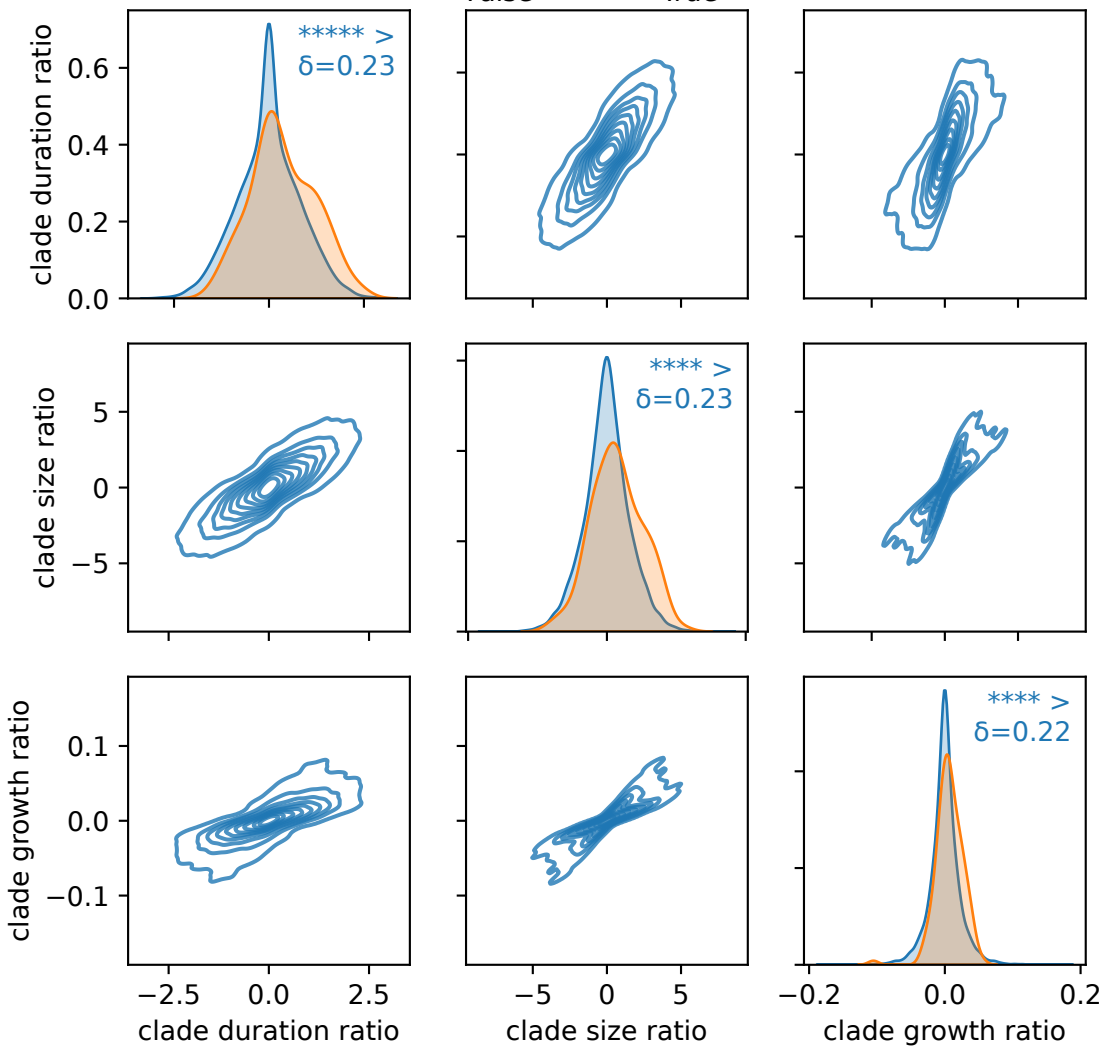 clade duration ratio
0.6
0.4
0.2
0.0
***** >
δ=0.23
clade size ratio
5
0
−5
**** >
δ=0.23
clade growth ratio
0.1
0.0
−0.1
**** >
δ=0.22
−2.5
0.0
2.5
−5
0
5
−0.2
0.0
0.2
clade duration ratio
clade size ratio
clade growth ratio